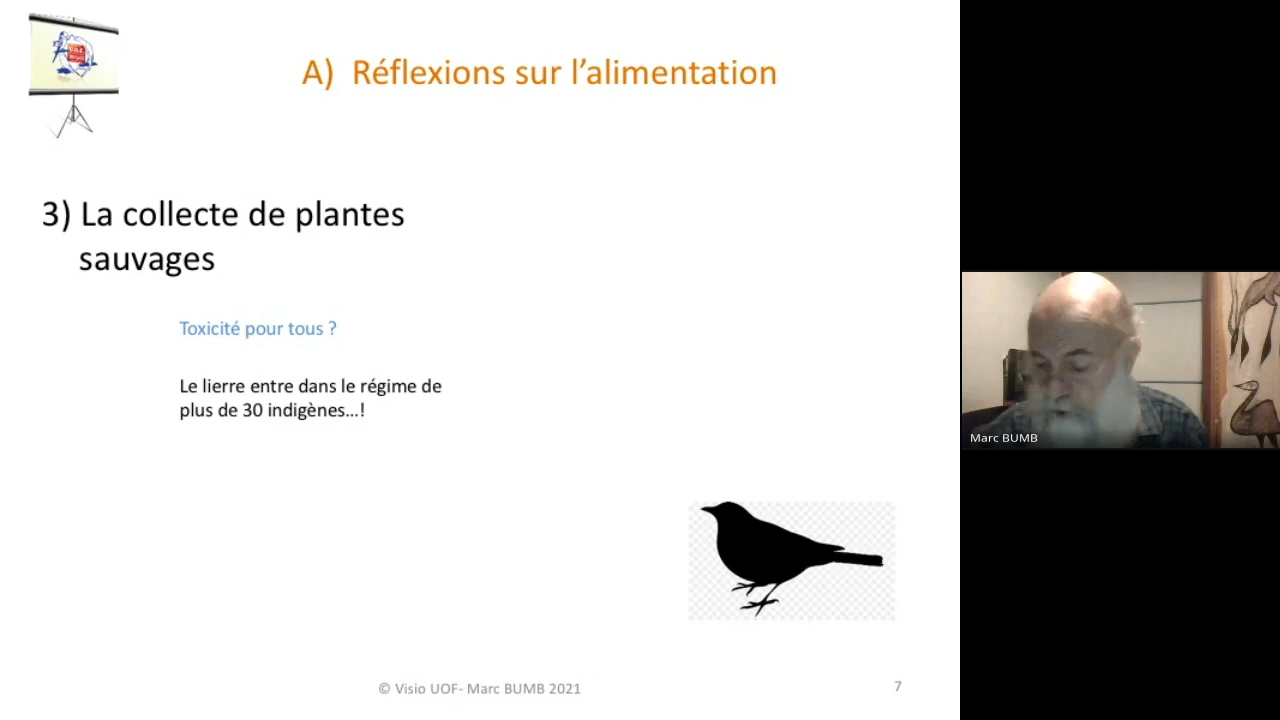 A) Réflexions sur l’alimentation
3) La collecte de plantes
sauvages
Toxicité pour tous ?
Le lierre entre dans le régime de
plus de 30 indigènes...!
Marc BUMB
© Visio UOF- Marc BUMB 2021
7